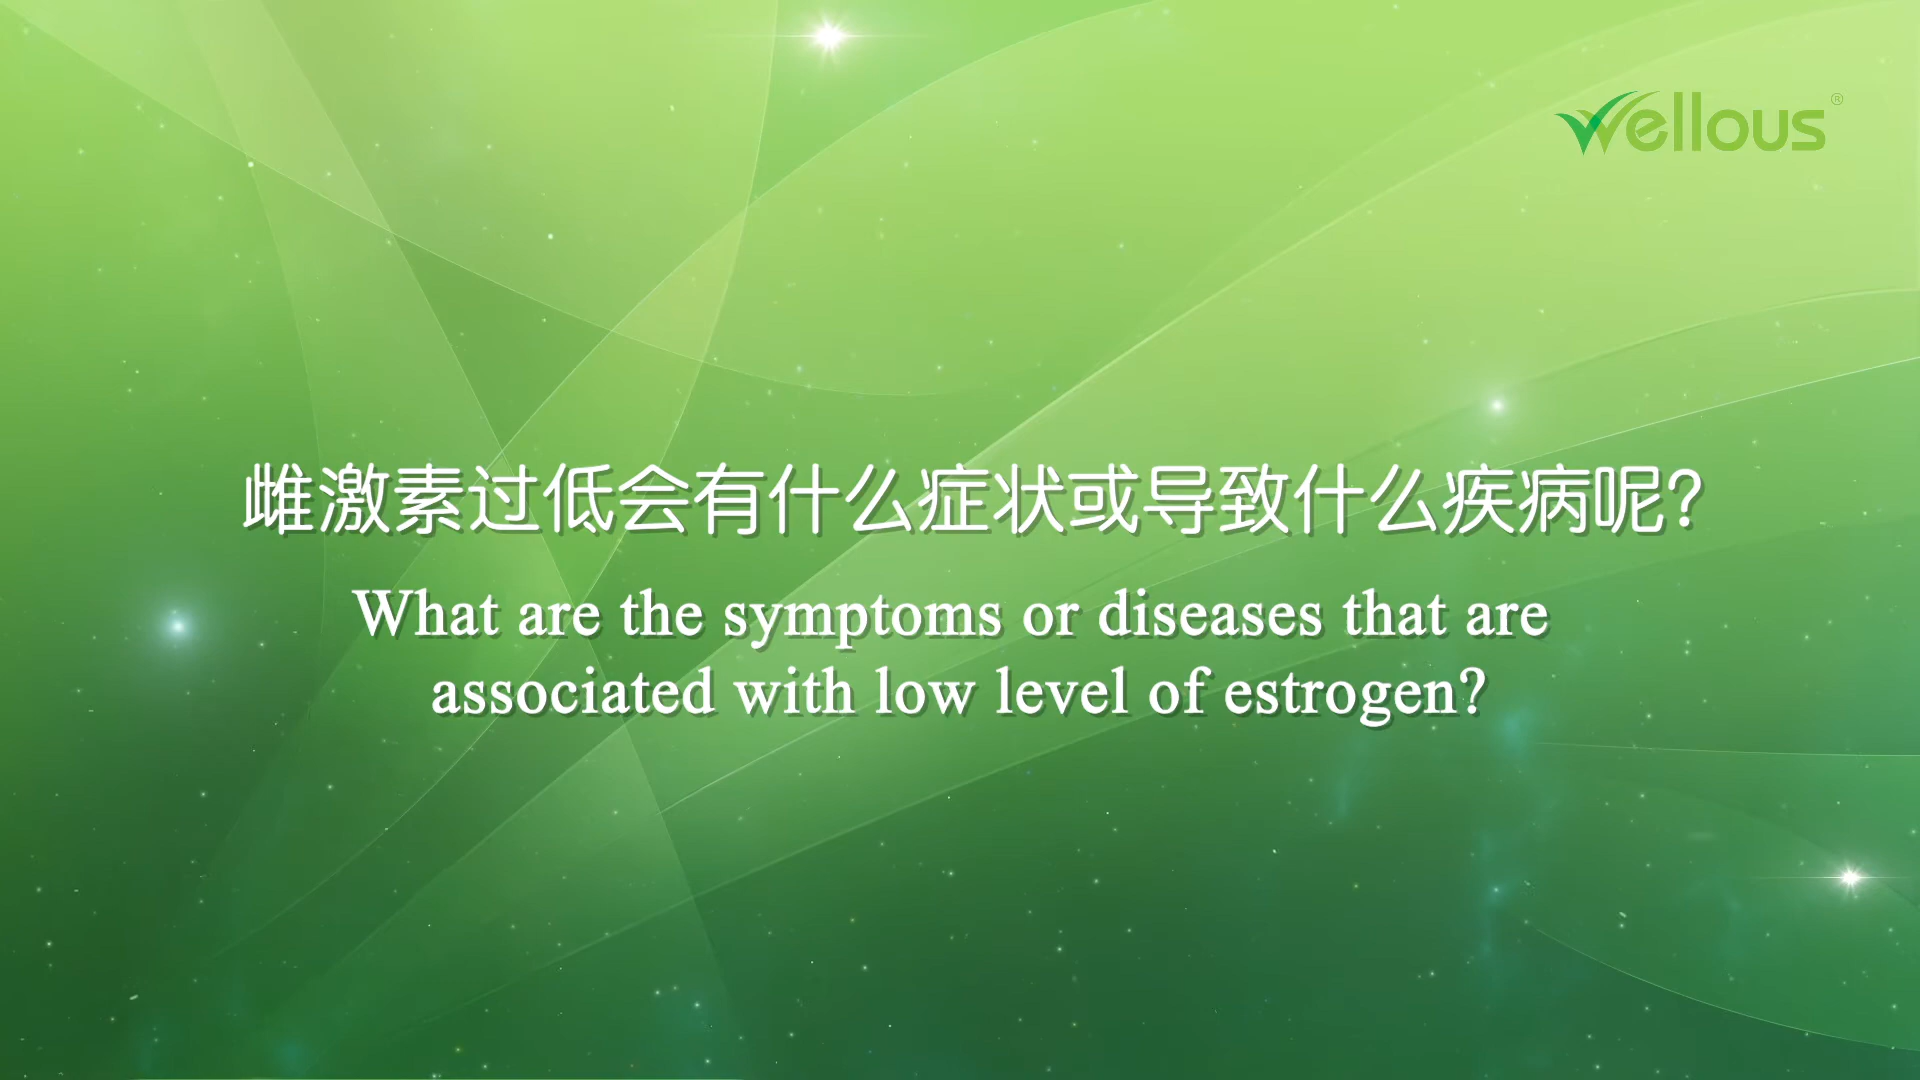 Wellous®
雌激素过低会有什么症状或导致什么疾病呢?
What are the symptoms or diseases that are
associated with low level of estrogen?